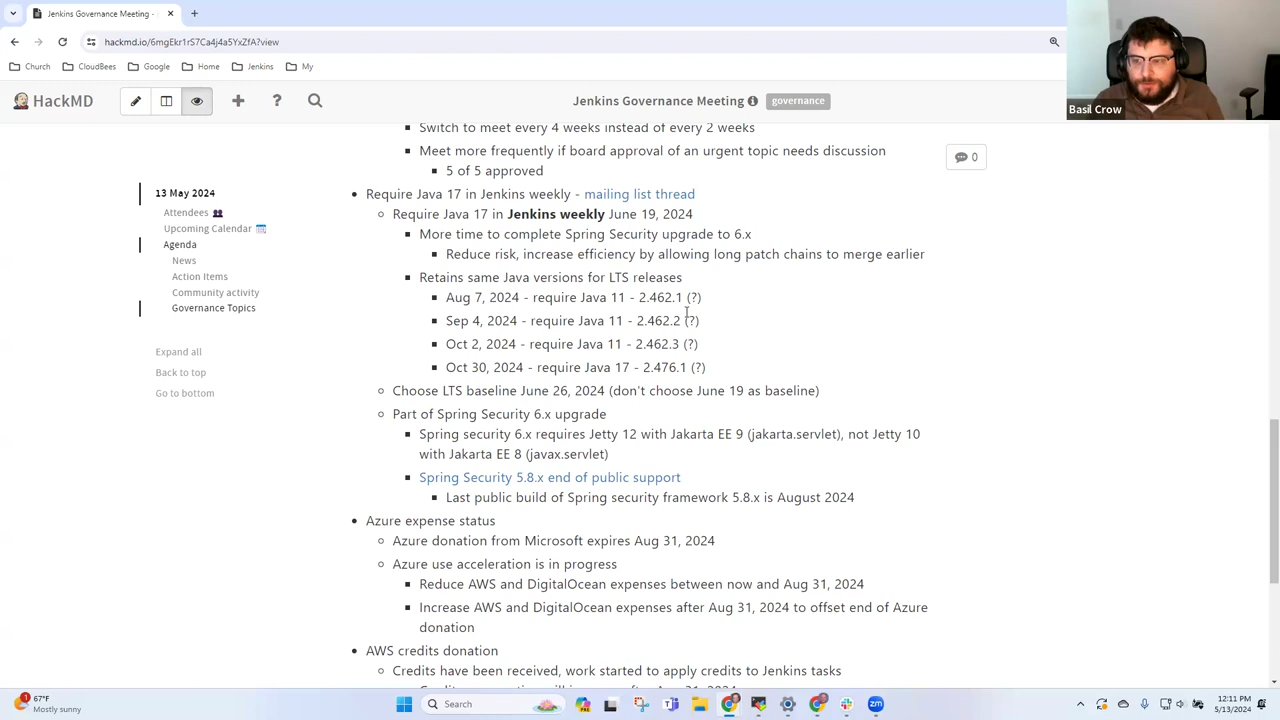 Jenkins Governance Meeting -
hackmd.io/6mgEkr1rS7Ca4j4a5YxZfA?view
Church
CloudBees
Google
Home
Jenkins
My
HackMD
Jenkins Governance Meeting
governance
Basil Crow
0
13 May 2024
Attendees
Upcoming Calendar
Agenda
News
Action Items
Community activity
Governance Topics
Expand all
Back to top
Go to bottom
Switch to meet every 4 weeks instead of every 2 weeks
Meet more frequently if board approval of an urgent topic needs discussion
5 of 5 approved
Require Java 17 in Jenkins weekly - mailing list thread
Require Java 17 in Jenkins weekly June 19, 2024
More time to complete Spring Security upgrade to 6.x
Reduce risk, increase efficiency by allowing long patch chains to merge earlier
Retains same Java versions for LTS releases
Aug 7, 2024 - require Java 11 - 2.462.1 (?)
Sep 4, 2024 - require Java 11 - 2.462.2 (?)
Oct 2, 2024 - require Java 11 - 2.462.3 (?)
Oct 30, 2024 - require Java 17 - 2.476.1 (?)
Choose LTS baseline June 26, 2024 (don't choose June 19 as baseline)
Part of Spring Security 6.x upgrade
Spring security 6.x requires Jetty 12 with Jakarta EE 9 (jakarta.servlet), not Jetty 10
with Jakarta EE 8 (javax.servlet)
Spring Security 5.8.x end of public support
Last public build of Spring security framework 5.8.x is August 2024
Azure expense status
Azure donation from Microsoft expires Aug 31, 2024
Azure use acceleration is in progress
Reduce AWS and DigitalOcean expenses between now and Aug 31, 2024
Increase AWS and DigitalOcean expenses after Aug 31, 2024 to offset end of Azure
donation
AWS credits donation
Credits have been received, work started to apply credits to Jenkins tasks
1
67°F
Mostly sunny
Search
12:11 PM
5/13/2024